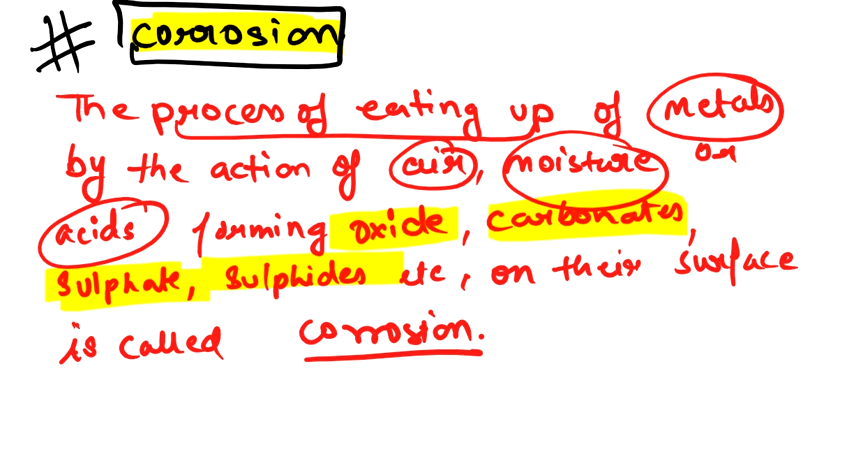 # Corrosion
The process of eating up of metals
by the action of air, moisture or
acids forming oxide, carbonates,
sulphate, sulphides etc, on their surface
is called corrosion.